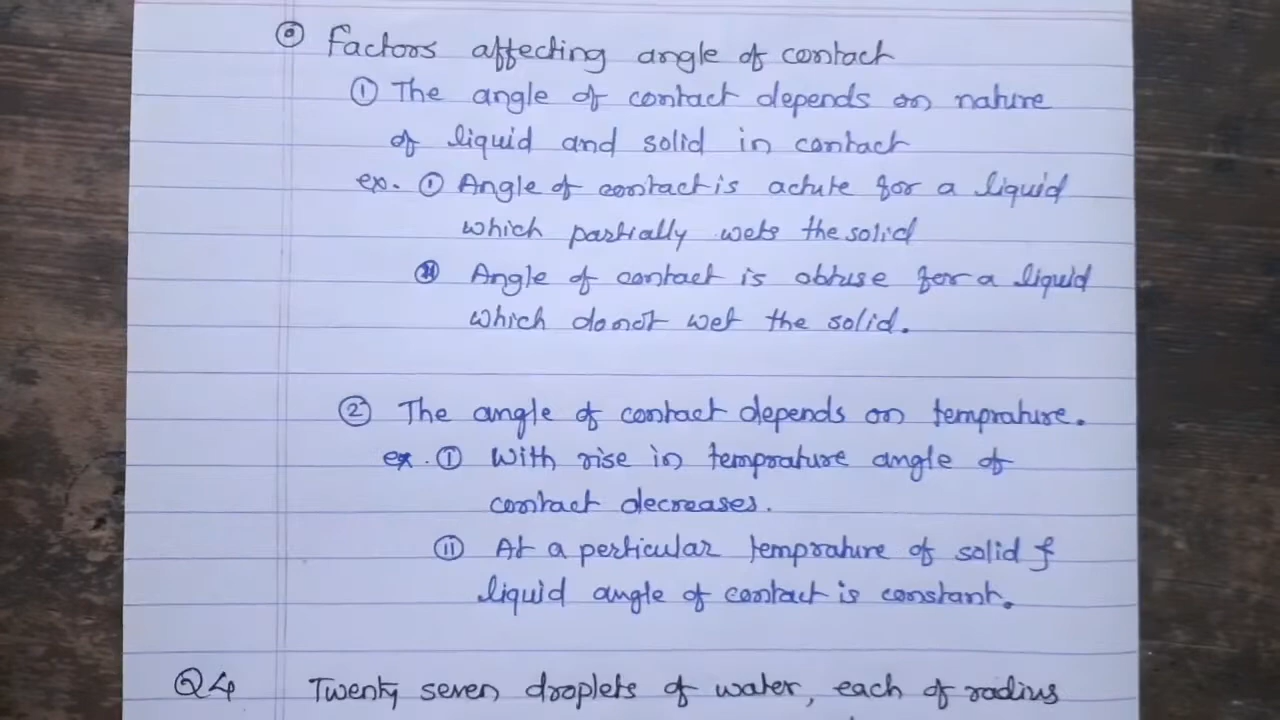 ⦿ Factors affecting angle of contact
① The angle of contact depends on nature
of liquid and solid in contact
ex. ① Angle of contact is actute for a liquid
which partially wets the solid
⑪ Angle of contact is obtuse for a liquid
which donot wet the solid.
② The angle of contact depends on temprature.
ex. ① With rise in temprature angle of
contact decreases.
⑪ At a perticular temprature of solid &
liquid angle of contact is constant.
Q4 Twenty seven droplets of water, each of radius